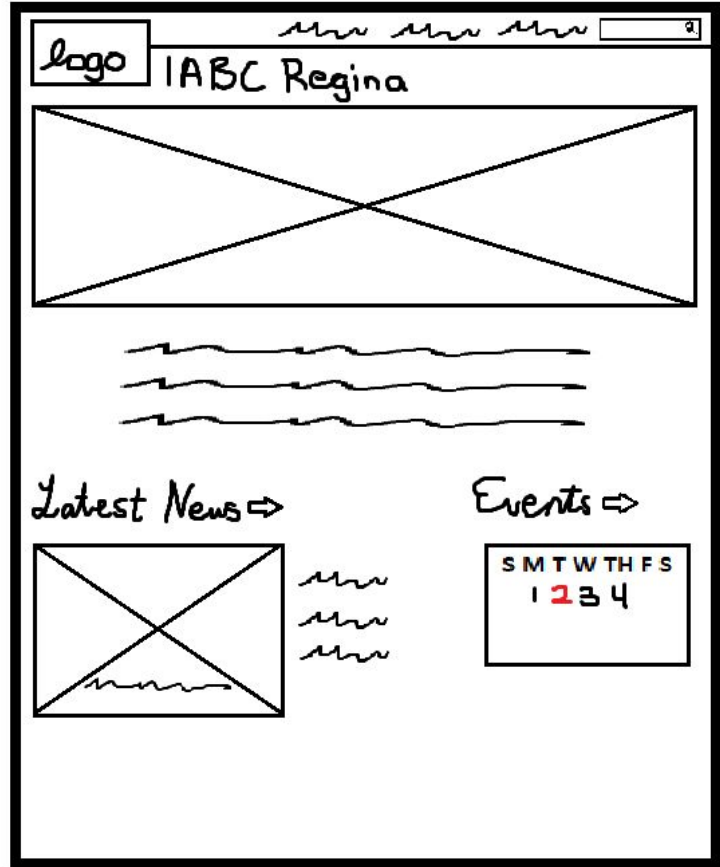 logo
IABC Regina
Latest News ⇨
Events ⇨
S M T W TH F S
1 2 3 4